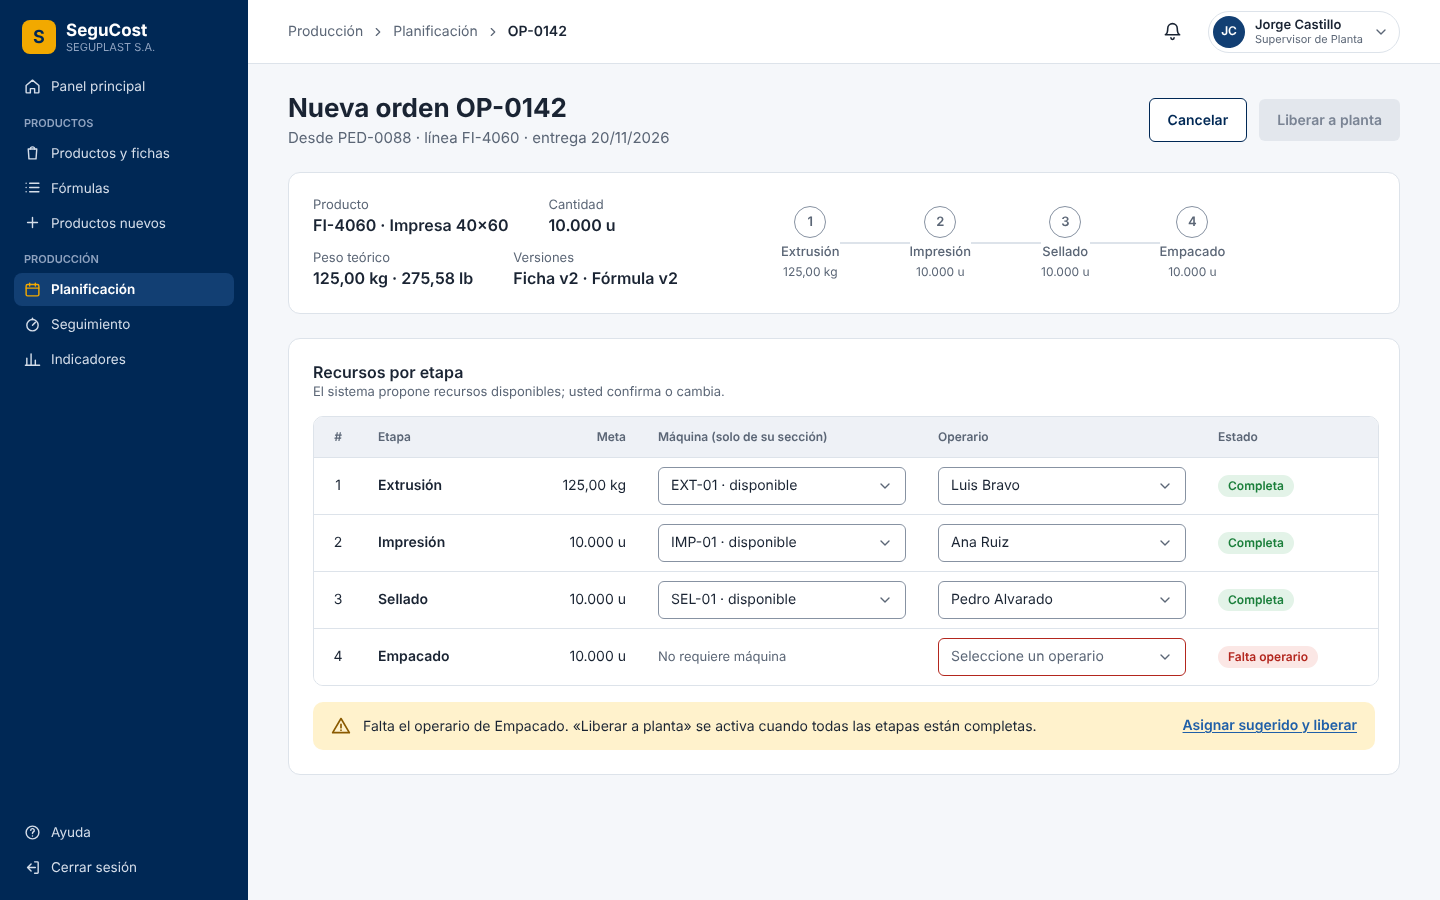 S
SeguCost
SEGUPLAST S.A.
Panel principal
PRODUCTOS
Productos y fichas
Fórmulas
Productos nuevos
PRODUCCIÓN
Planificación
Seguimiento
Indicadores
Ayuda
Cerrar sesión
Producción > Planificación > OP-0142
JC
Jorge Castillo
Supervisor de Planta
Nueva orden OP-0142
Desde PED-0088 · línea FI-4060 · entrega 20/11/2026
Cancelar
Liberar a planta
Producto
FI-4060 · Impresa 40×60
Cantidad
10.000 u
Peso teórico
125,00 kg · 275,58 lb
Versiones
Ficha v2 · Fórmula v2
1
Extrusión
125,00 kg
2
Impresión
10.000 u
3
Sellado
10.000 u
4
Empacado
10.000 u
Recursos por etapa
El sistema propone recursos disponibles; usted confirma o cambia.
# Etapa Meta Máquina (solo de su sección) Operario Estado
1 Extrusión 125,00 kg EXT-01 · disponible Luis Bravo Completa
2 Impresión 10.000 u IMP-01 · disponible Ana Ruiz Completa
3 Sellado 10.000 u SEL-01 · disponible Pedro Alvarado Completa
4 Empacado 10.000 u No requiere máquina Seleccione un operario Falta operario
Falta el operario de Empacado. «Liberar a planta» se activa cuando todas las etapas están completas.
Asignar sugerido y liberar